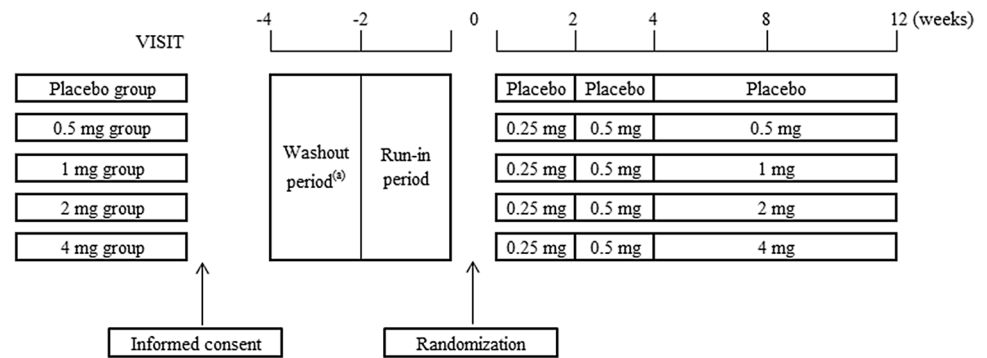 -4 -2 0 2 4 8 12 (weeks)
VISIT
Placebo group Placebo Placebo Placebo
0.5 mg group 0.25 mg 0.5 mg 0.5 mg
Washout
period(a)
Run-in
period
1 mg group 0.25 mg 0.5 mg 1 mg
2 mg group 0.25 mg 0.5 mg 2 mg
4 mg group 0.25 mg 0.5 mg 4 mg
Informed consent Randomization